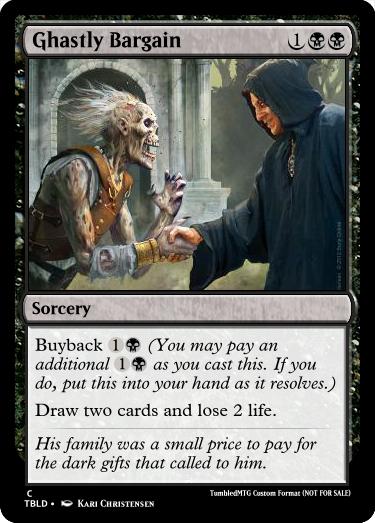 Ghastly Bargain 1
Sorcery
Buyback 1 (You may pay an
additional 1 as you cast this. If you
do, put this into your hand as it resolves.)
Draw two cards and lose 2 life.
His family was a small price to pay for
the dark gifts that called to him.
C
TBLD • Kari Christensen
TumbledMTG Custom Format (NOT FOR SALE)